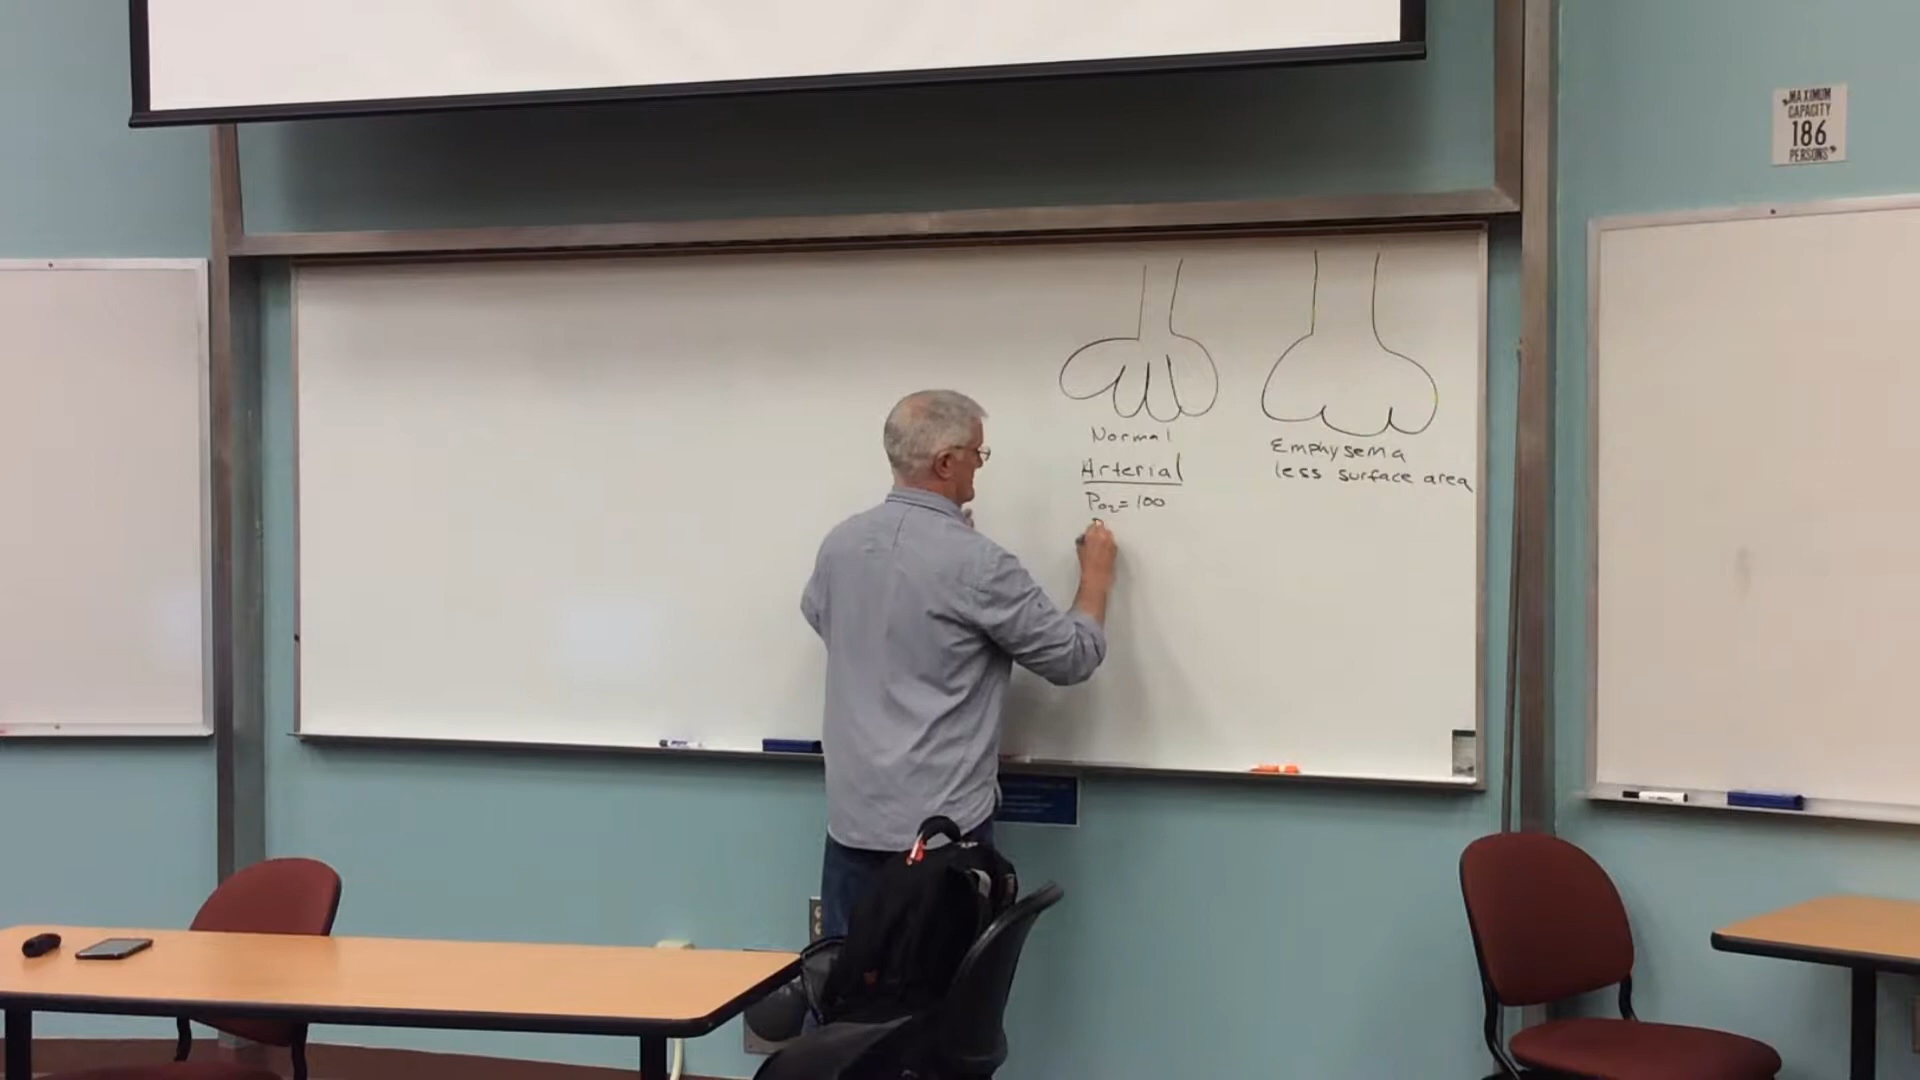 "MAXIMUM
CAPACITY
186
PERSONS"
Normal
Arterial
Po₂ = 100
P
Emphysema
less surface area